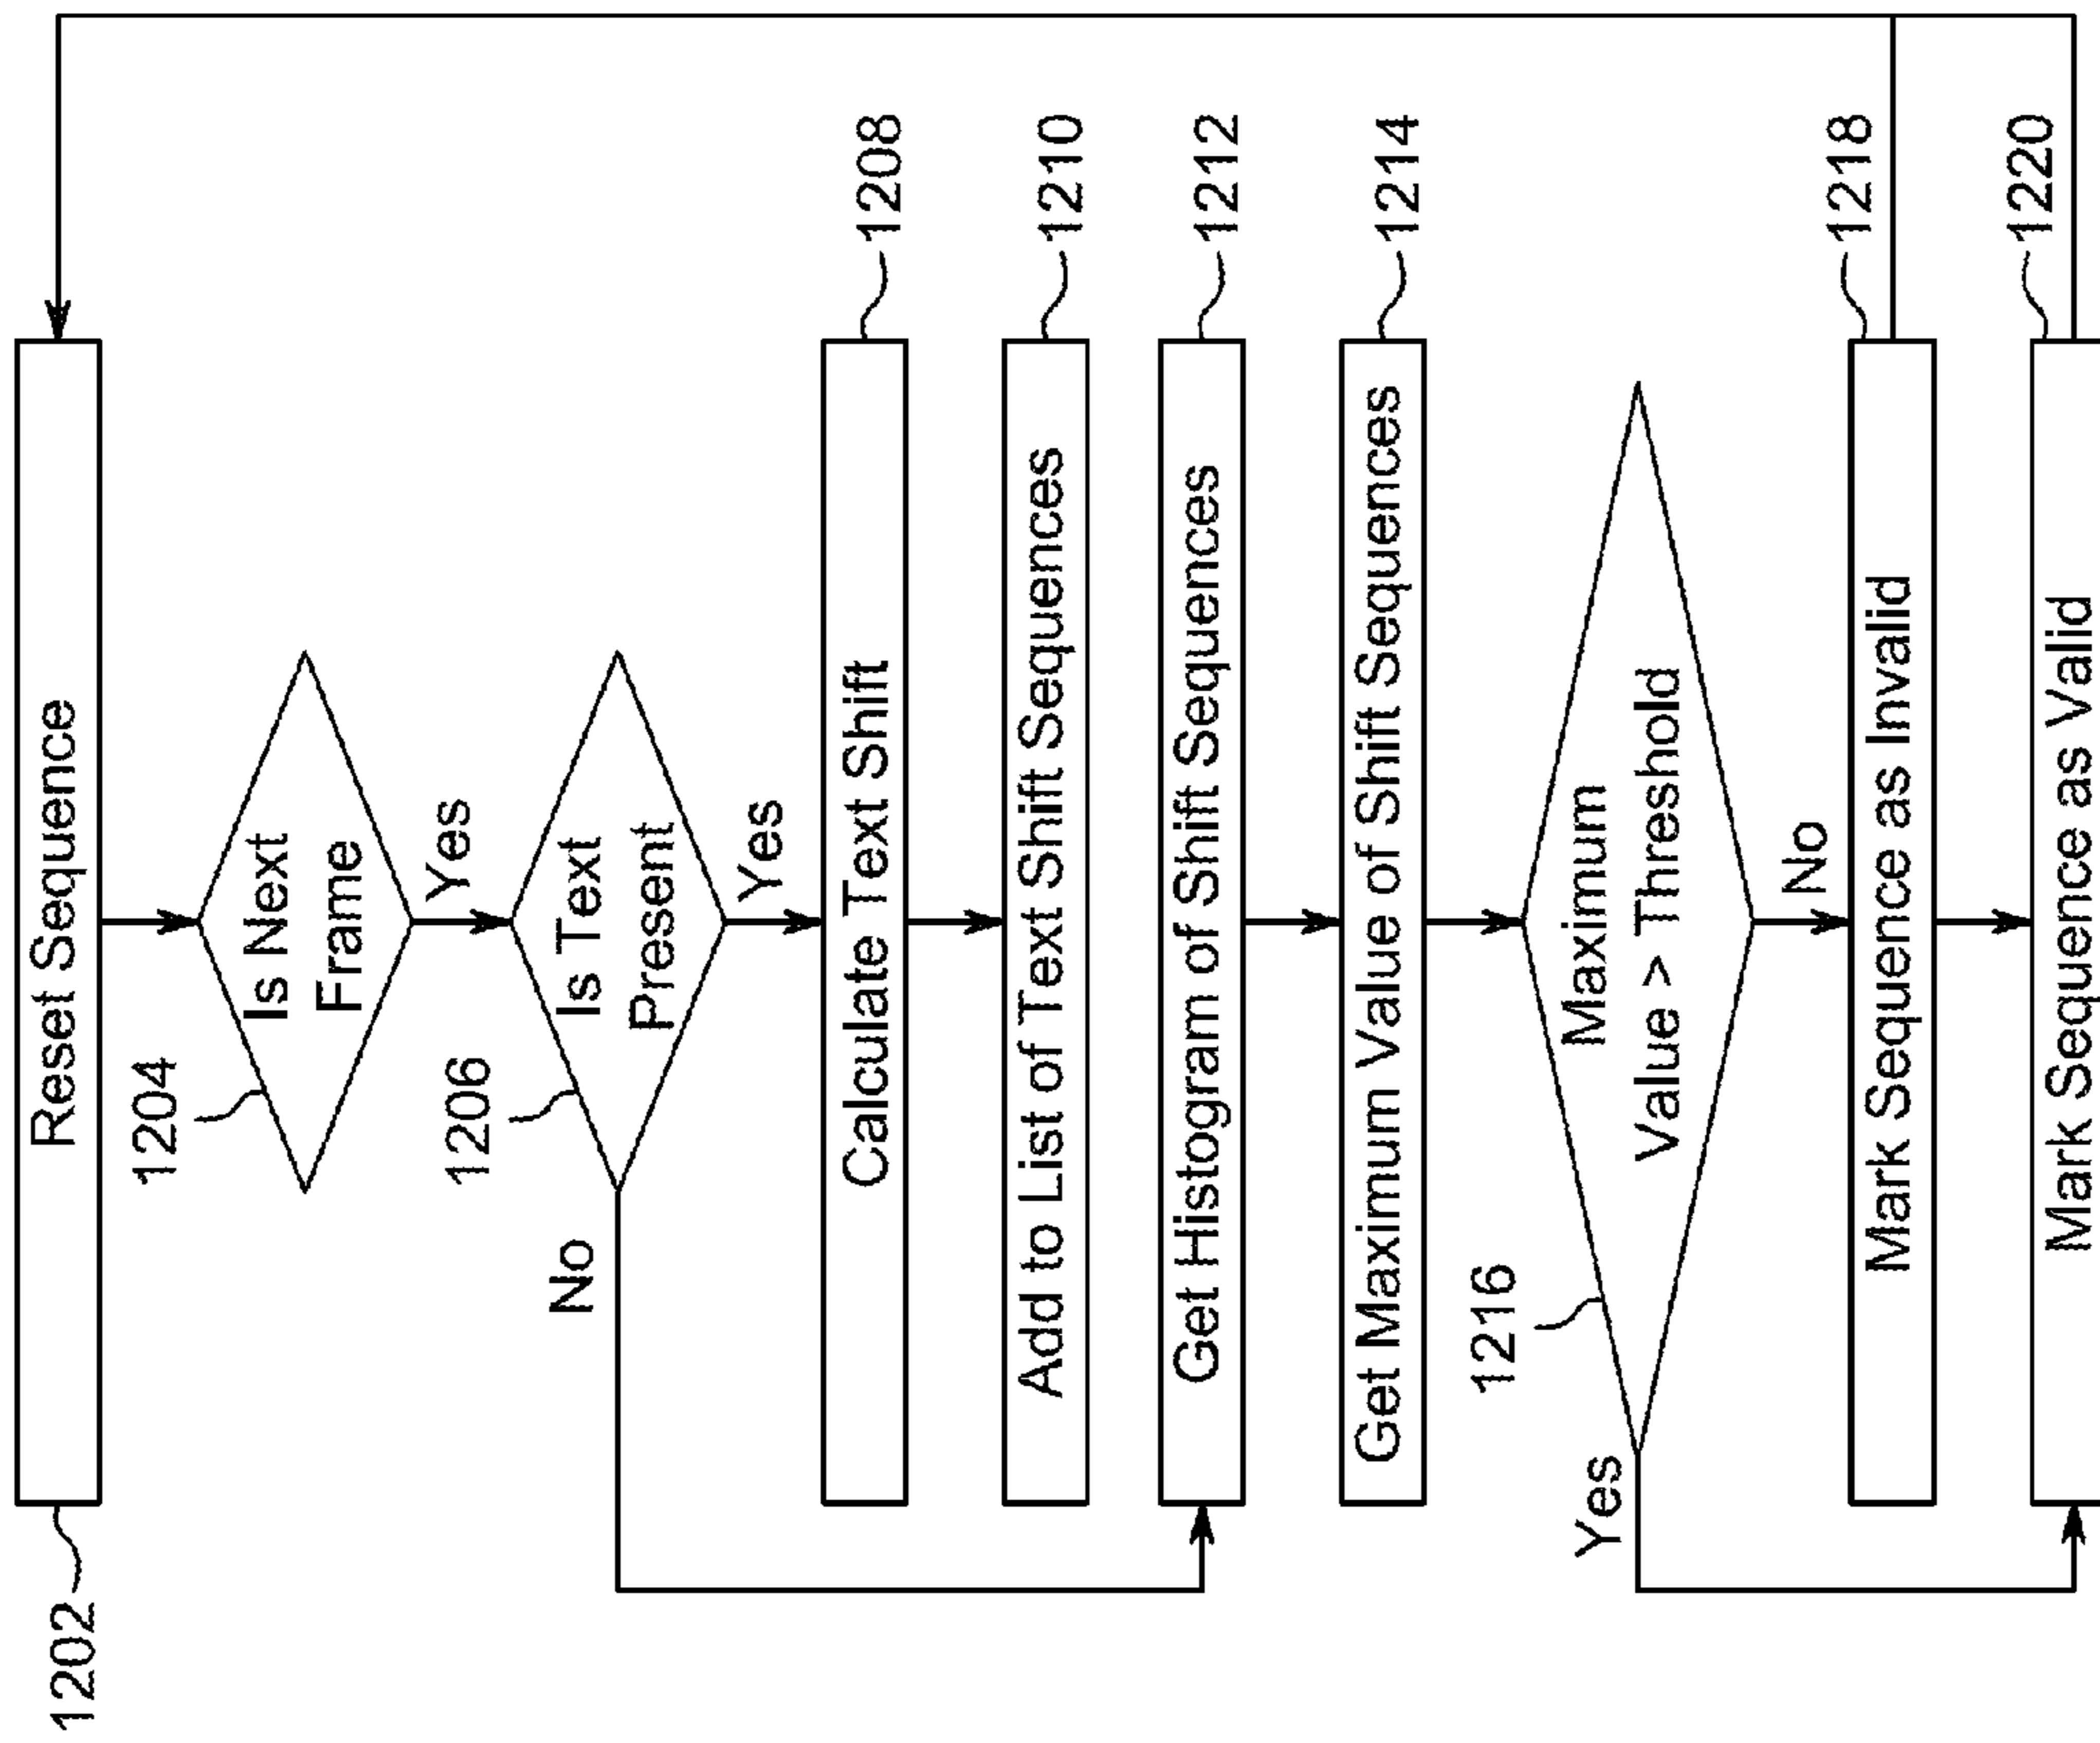 1202
Reset Sequence
1204
Is Next
Frame
Yes
1206
Is Text
Present
No
Yes
Calculate Text Shift
1208
Add to List of Text Shift Sequences
1210
Get Histogram of Shift Sequences
1212
Get Maximum Value of Shift Sequences
1214
1216
Maximum
Value > Threshold
Yes
No
Mark Sequence as Invalid
1218
Mark Sequence as Valid
1220